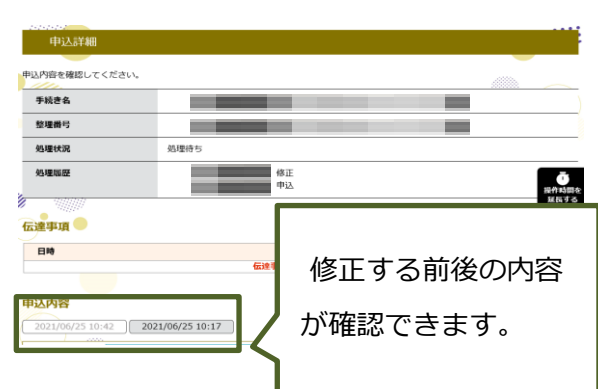 申込詳細
申込内容を確認してください。
手続き名
整理番号
処理状況 処理待ち
処理履歴 修正
申込
操作時間を
延長する
伝達事項
日時
伝達事
修正する前後の内容
が確認できます。
申込内容
2021/06/25 10:42 2021/06/25 10:17